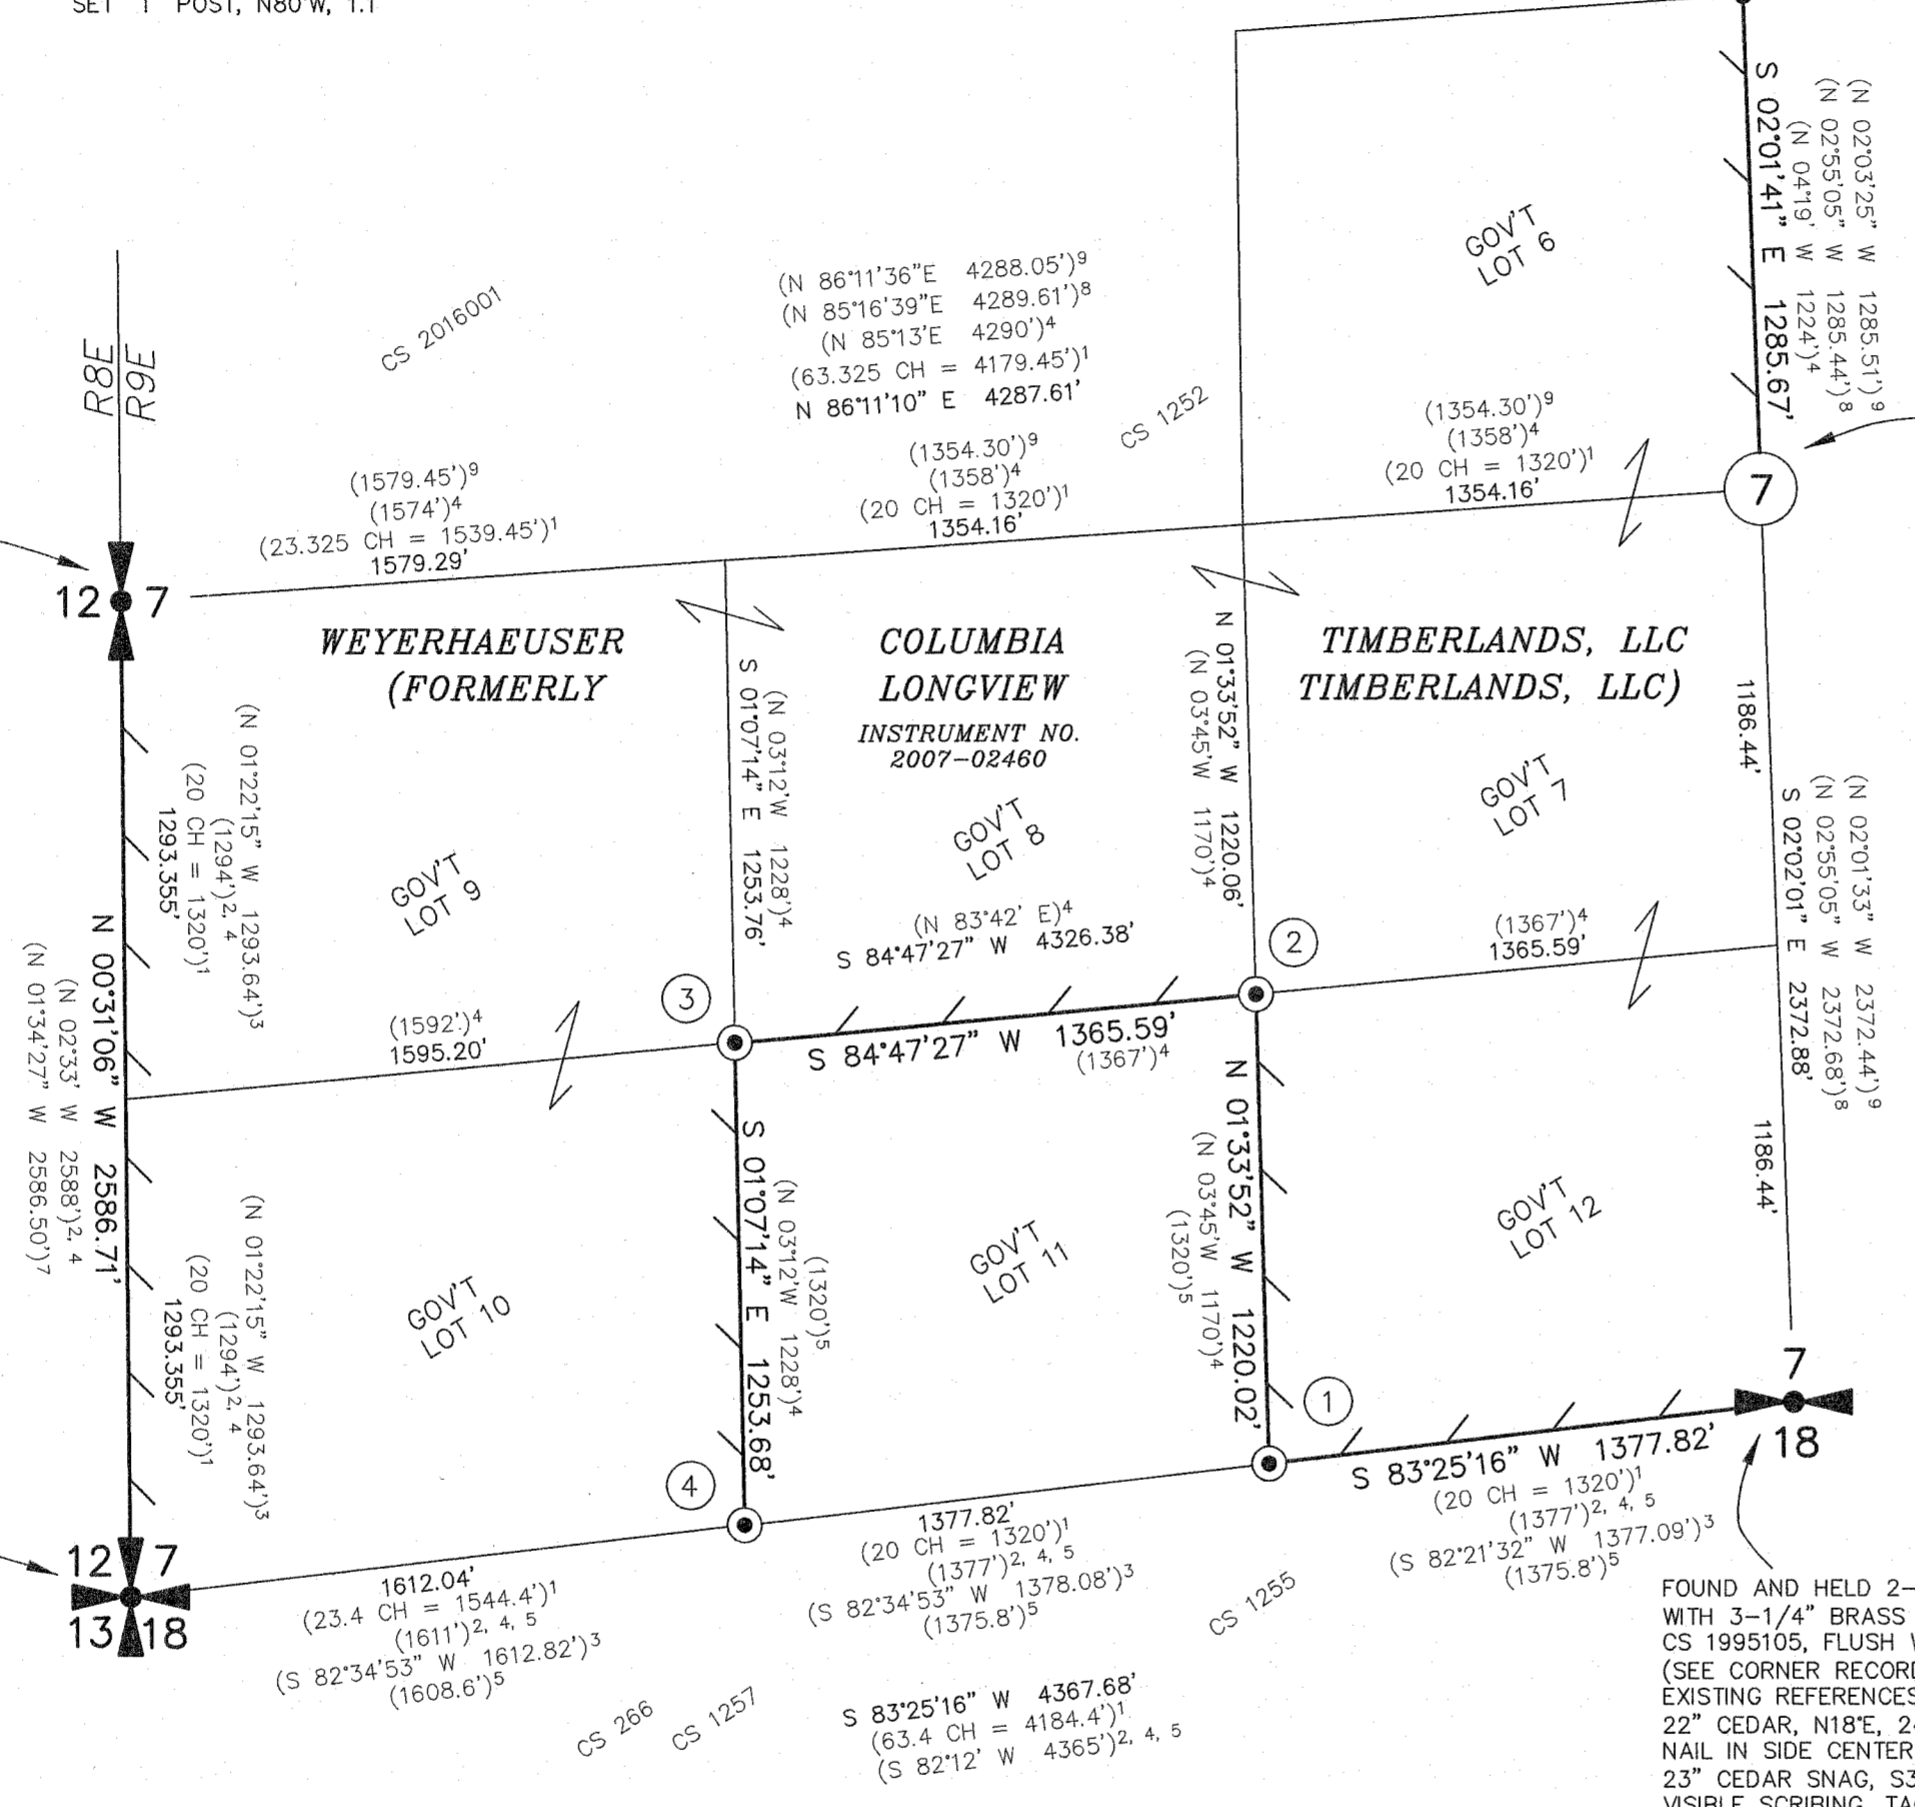 SET 1" POST, N80°W, 1.1
S 02°01'41" E 1285.67'
(N 04°19' W 1224')4
(N 02°55'05" W 1285.44')8
(N 02°03'25" W 1285.51')9
GOV'T
LOT 6
CS 2016001
(N 86°11'36"E 4288.05')9
(N 85°16'39"E 4289.61')8
(N 85°13'E 4290')4
(63.325 CH = 4179.45')1
N 86°11'10" E 4287.61'
CS 1252
R8E
R9E
(1579.45')9
(1574')4
(23.325 CH = 1539.45')1
1579.29'
(1354.30')9
(1358')4
(20 CH = 1320')1
1354.16'
(1354.30')9
(1358')4
(20 CH = 1320')1
1354.16'
7
12 7
WEYERHAEUSER COLUMBIA TIMBERLANDS, LLC
(FORMERLY LONGVIEW TIMBERLANDS, LLC)
INSTRUMENT NO.
2007-02460
(N 01°22'15" W 1293.64')3
(1294')2, 4
(20 CH = 1320')1
1293.355'
GOV'T
LOT 9
(N 03°12'W 1228')4
S 01°07'14" E 1253.76'
GOV'T
LOT 8
N 01°33'52" W 1220.06'
(N 03°45'W 1170')4
GOV'T
LOT 7
1186.44'
(N 02°01'33" W 2372.44')9
(N 02°55'05" W 2372.68')8
S 02°02'01" E 2372.88'
1186.44'
(N 83°42' E)4
S 84°47'27" W 4326.38'
2
(1367')4
1365.59'
3
(1592')4
1595.20'
S 84°47'27" W 1365.59'
(1367')4
N 00°31'06" W 2586.71'
(N 02°33' W 2588')2, 4
(N 01°34'27" W 2586.50')7
(N 01°22'15" W 1293.64')3
(1294')2, 4
(20 CH = 1320')1
1293.355'
GOV'T
LOT 10
S 01°07'14" E 1253.68'
(N 03°12'W 1228')4
(1320')5
GOV'T
LOT 11
N 01°33'52" W 1220.02'
(N 03°45'W 1170')4
(1320')5
GOV'T
LOT 12
1
4
7
18
S 83°25'16" W 1377.82'
(20 CH = 1320')1
(1377')2, 4, 5
(S 82°21'32" W 1377.09')3
(1375.8')5
1377.82'
(20 CH = 1320')1
(1377')2, 4, 5
(S 82°34'53" W 1378.08')3
(1375.8')5
12 7
13 18
1612.04'
(23.4 CH = 1544.4')1
(1611')2, 4, 5
(S 82°34'53" W 1612.82')3
(1608.6')5
CS 1255
CS 266
CS 1257
S 83°25'16" W 4367.68'
(63.4 CH = 4184.4')1
(S 82°12' W 4365')2, 4, 5
FOUND AND HELD 2-
WITH 3-1/4" BRASS
CS 1995105, FLUSH
(SEE CORNER RECORD
EXISTING REFERENCES
22" CEDAR, N18°E, 2
NAIL IN SIDE CENTER
23" CEDAR SNAG, S3
VISIBLE SCRIBING,